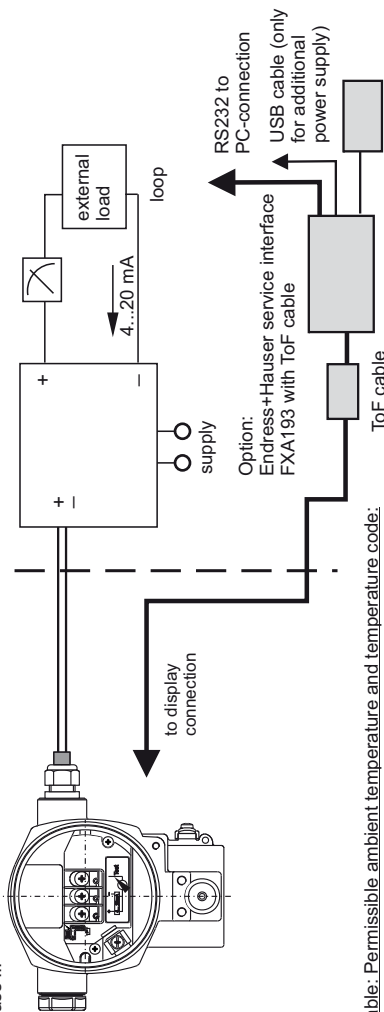 external
load
loop
4...20 mA
+
–
+
–
supply
Test
to display
connection
Option:
Endress+Hauser service interface
FXA193 with ToF cable
RS232 to
PC-connection
USB cable (only
for additional
power supply)
ToF cable
Permissible ambient temperature and temperature code: